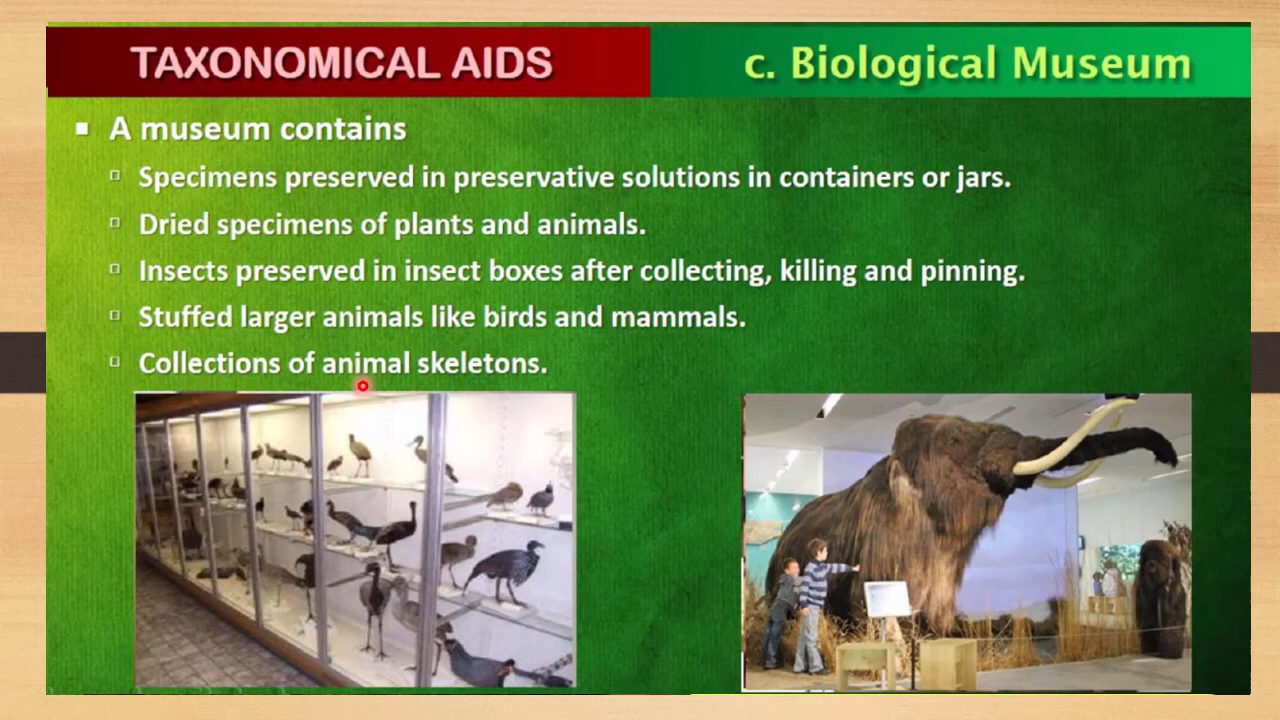 TAXONOMICAL AIDS
c. Biological Museum
A museum contains
Specimens preserved in preservative solutions in containers or jars.
Dried specimens of plants and animals.
Insects preserved in insect boxes after collecting, killing and pinning.
Stuffed larger animals like birds and mammals.
Collections of animal skeletons.